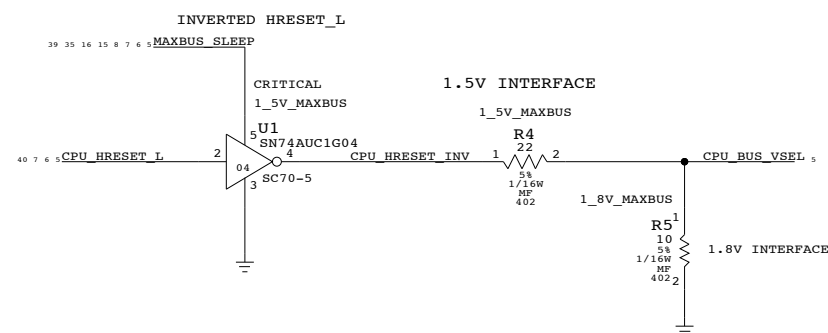 INVERTED HRESET_L
39 35 16 15 8 7 6 5 MAXBUS_SLEEP
CRITICAL
1_5V_MAXBUS
1.5V INTERFACE
1_5V_MAXBUS
5 U1
SN74AUC1G04
R4
22
40 7 6 5 CPU_HRESET_L
2
4
CPU_HRESET_INV
1
2
CPU_BUS_VSEL 5
04
3
SC70-5
5%
1/16W
MF
402
1_8V_MAXBUS
1
R5
10
5%
1/16W
MF
402
2
1.8V INTERFACE